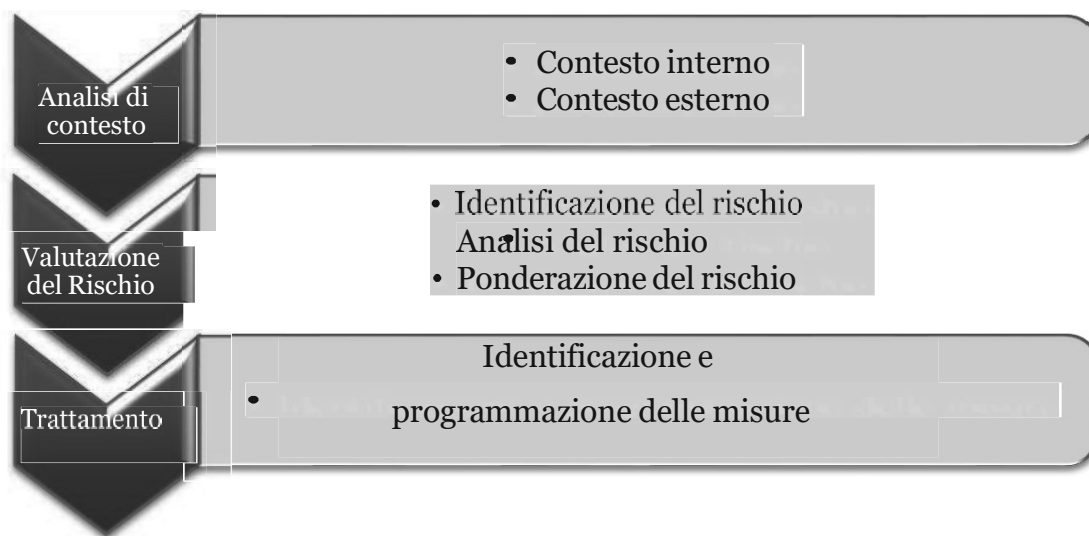 Analisi di
contesto
• Contesto interno
• Contesto esterno
Valutazione
del Rischio
• Identificazione del rischio
• Analisi del rischio
• Ponderazione del rischio
Trattamento
• Identificazione e
programmazione delle misure